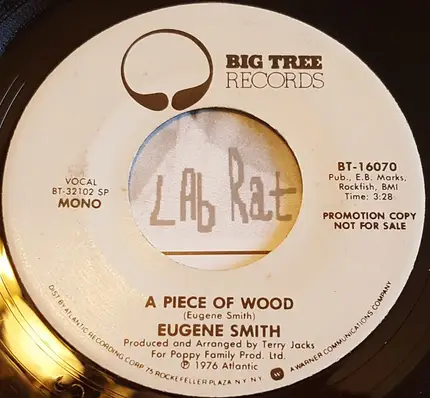 BIG TREE
RECORDS
VOCAL
BT-32102 SP
MONO
BT-16070
Pub., E.B. Marks,
Rockfish, BMI
Time: 3:28
PROMOTION COPY
NOT FOR SALE
LAb Rat
A PIECE OF WOOD
(Eugene Smith)
EUGENE SMITH
Produced and Arranged by Terry Jacks
For Poppy Family Prod. Ltd.
Ⓟ 1976 Atlantic
DIST BY ATLANTIC RECORDING CORP 75 ROCKEFELLER PLAZA N.Y. N.Y. A WARNER COMMUNICATIONS COMPANY